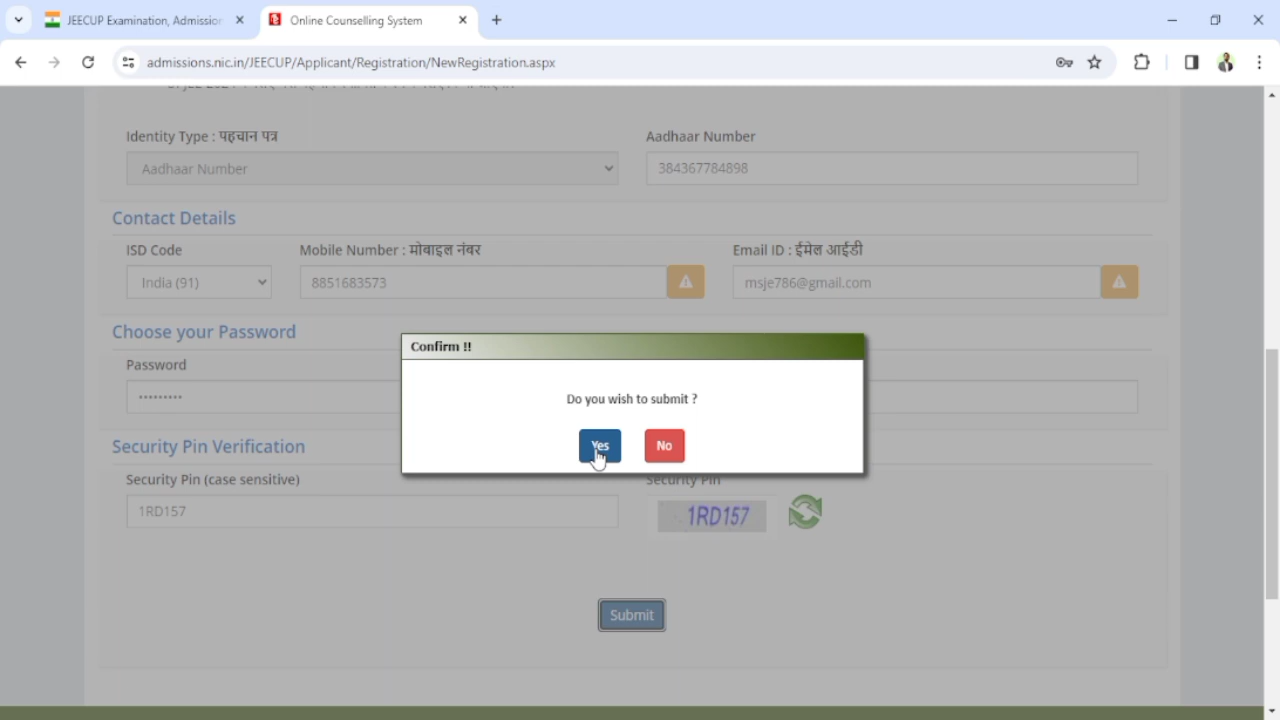 JEECUP Examination, Admission
Online Counselling System
admissions.nic.in/JEECUP/Applicant/Registration/NewRegistration.aspx
Identity Type : पहचान पत्र
Aadhaar Number
Aadhaar Number
384367784898
Contact Details
ISD Code
Mobile Number : मोबाइल नंबर
Email ID : ईमेल आईडी
India (91)
8851683573
msje786@gmail.com
Choose your Password
Confirm !!
Password
Do you wish to submit ?
Yes
No
Security Pin Verification
Security Pin (case sensitive)
Security Pin
1RD157
1RD157
Submit